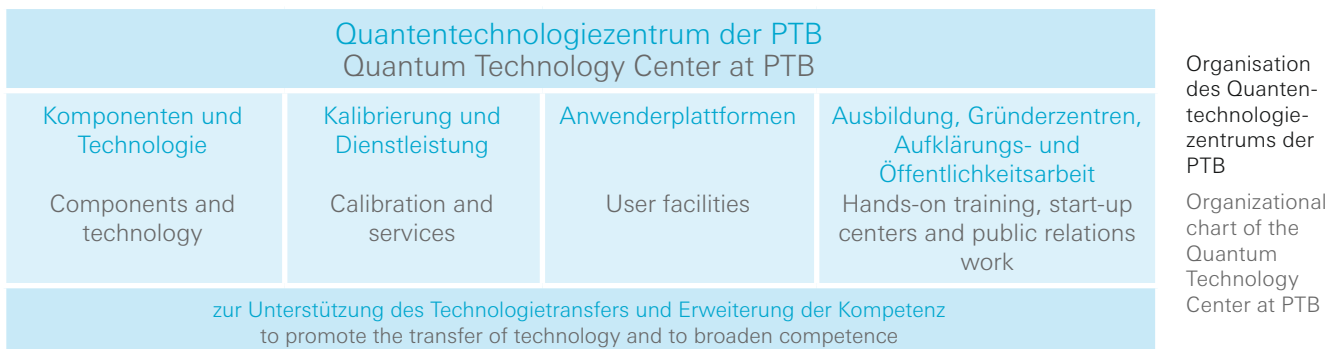 Quantentechnologiezentrum der PTB
Quantum Technology Center at PTB
Komponenten und
Technologie
Components and
technology
Kalibrierung und
Dienstleistung
Calibration and
services
Anwenderplattformen
User facilities
Ausbildung, Gründerzentren,
Aufklärungs- und
Öffentlichkeitsarbeit
Hands-on training, start-up
centers and public relations
work
zur Unterstützung des Technologietransfers und Erweiterung der Kompetenz
to promote the transfer of technology and to broaden competence
Organisation
des Quanten-
technologie-
zentrums der
PTB
Organizational
chart of the
Quantum
Technology
Center at PTB